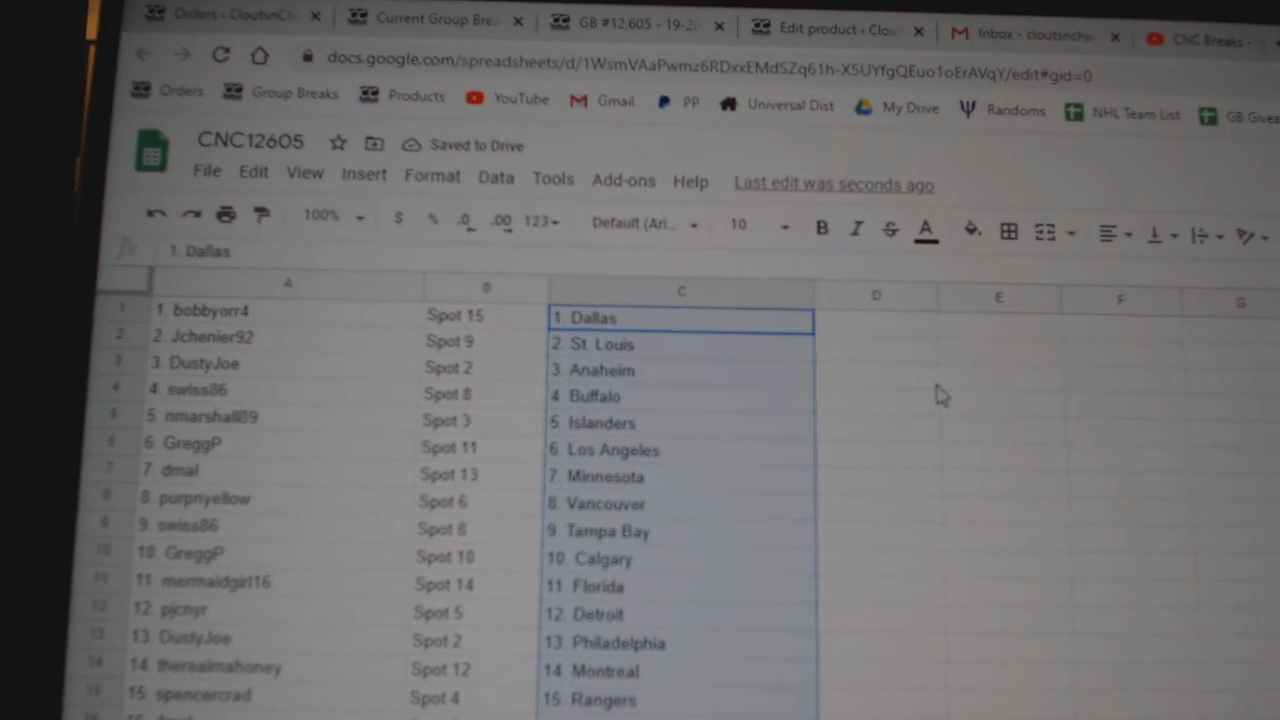 Orders ‹ CloutsnCh
Current Group Brea
GB #12,605 - 19-2
Edit product ‹ Clou
Inbox - cloutsnche
CNC Breaks -
docs.google.com/spreadsheets/d/1WsmVAaPwmz6RDxxEMdSZq61h-X5UYfgQEuo1oErAVqY/edit#gid=0
Orders Group Breaks Products YouTube Gmail PP Universal Dist My Drive Randoms NHL Team List GB Givea
CNC12605 Saved to Drive
File Edit View Insert Format Data Tools Add-ons Help Last edit was seconds ago
100% $ % .0 .00 123 Default (Ari... 10 B I S A
fx 1. Dallas
A B C D E F G
1 1 bobbyorr4 Spot 15 1 Dallas
2 2. Jchenier92 Spot 9 2 St Louis
3 3. DustyJoe Spot 2 3 Anaheim
4 4. swiss86 Spot 8 4 Buffalo
5 5. nmarshall89 Spot 3 5. Islanders
6 6. GreggP Spot 11 6. Los Angeles
7 7 dmal Spot 13 7 Minnesota
8 8 purpnyellow Spot 6 8 Vancouver
9 9. swiss86 Spot 8 9 Tampa Bay
10 10. GreggP Spot 10 10. Calgary
11 11 mermaidgirl16 Spot 14 11 Florida
12 12. pjcnyr Spot 5 12. Detroit
13 13. DustyJoe Spot 2 13. Philadelphia
14 14. therealmahoney Spot 12 14. Montreal
15 15. spencercrad Spot 4 15. Rangers